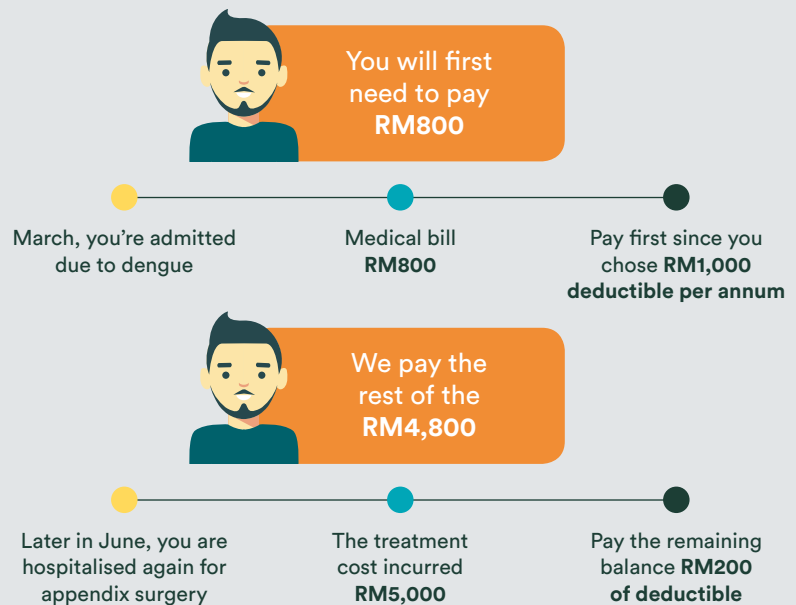 You will first
need to pay
RM800
March, you're admitted
due to dengue
Medical bill
RM800
Pay first since you
chose RM1,000
deductible per annum
We pay the
rest of the
RM4,800
Later in June, you are
hospitalised again for
appendix surgery
The treatment
cost incurred
RM5,000
Pay the remaining
balance RM200
of deductible